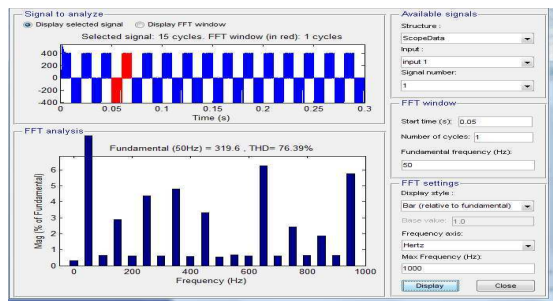 Signal to analyze
Display selected signal Display FFT window
Selected signal: 15 cycles. FFT window (in red): 1 cycles
400
200
0
-200
-400
0 0.05 0.1 0.15 0.2 0.25 0.3
Time (s)
FFT analysis
Fundamental (50Hz) = 319.6 , THD= 76.39%
Mag (% of Fundamental)
6
5
4
3
2
1
0
0 200 400 600 800 1000
Frequency (Hz)
Available signals
Structure :
ScopeData
Input :
input 1
Signal number:
1
FFT window
Start time (s): 0.05
Number of cycles: 1
Fundamental frequency (Hz):
50
FFT settings
Display style :
Bar (relative to fundamental)
Base value: 1.0
Frequency axis:
Hertz
Max Frequency (Hz):
1000
Display Close